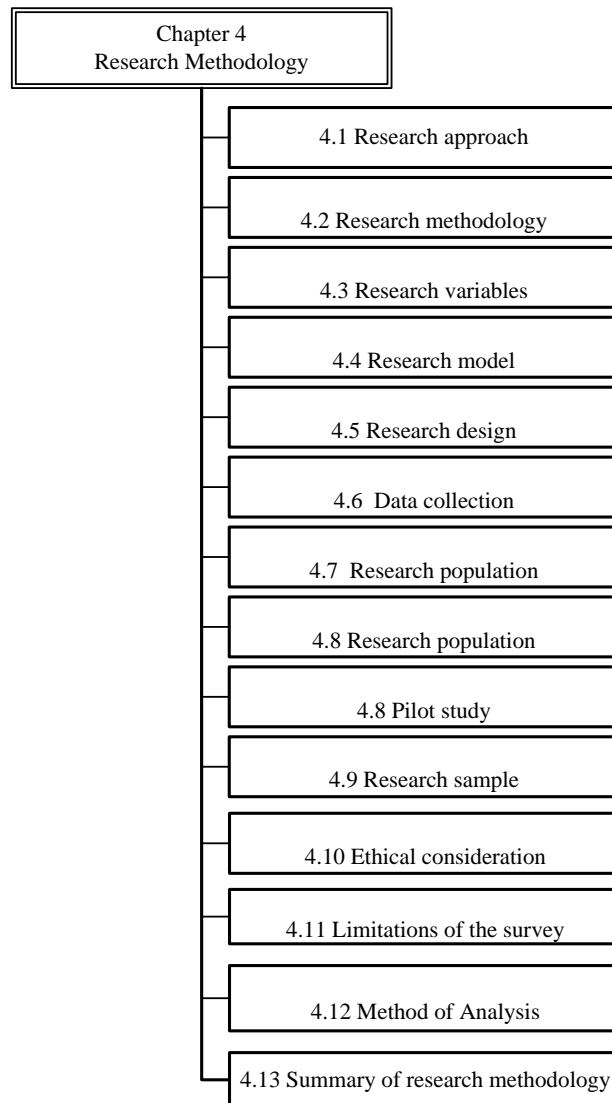 Chapter 4
Research Methodology
4.1 Research approach
4.2 Research methodology
4.3 Research variables
4.4 Research model
4.5 Research design
4.6  Data collection
4.7  Research population
4.8 Research population
4.8 Pilot study
4.9 Research sample
4.10 Ethical consideration
4.11 Limitations of the survey
4.12 Method of Analysis
4.13 Summary of research methodology